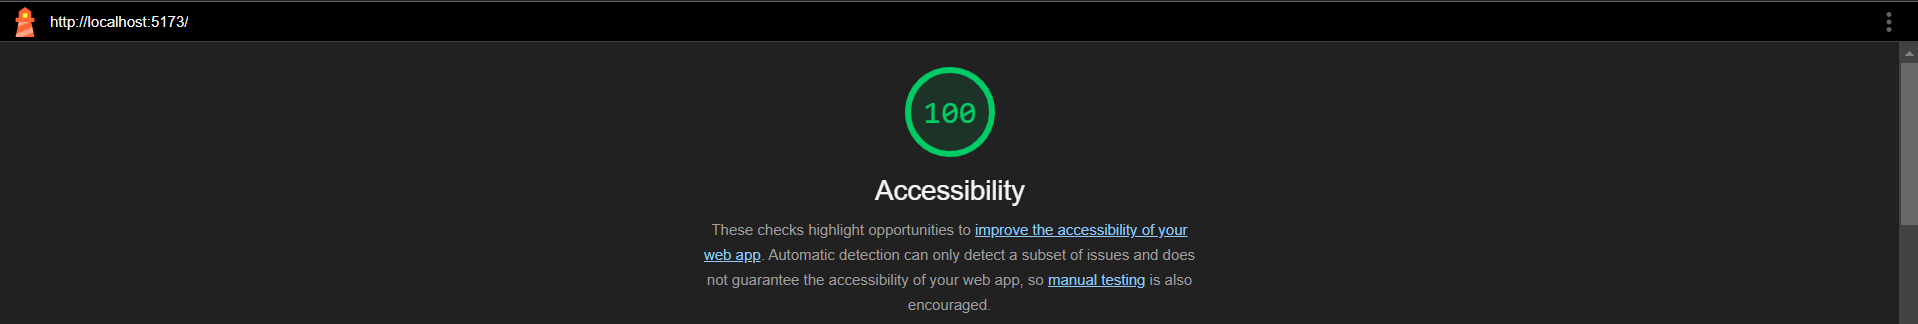 http://localhost:5173/
100
Accessibility
These checks highlight opportunities to improve the accessibility of your
web app. Automatic detection can only detect a subset of issues and does
not guarantee the accessibility of your web app, so manual testing is also
encouraged.